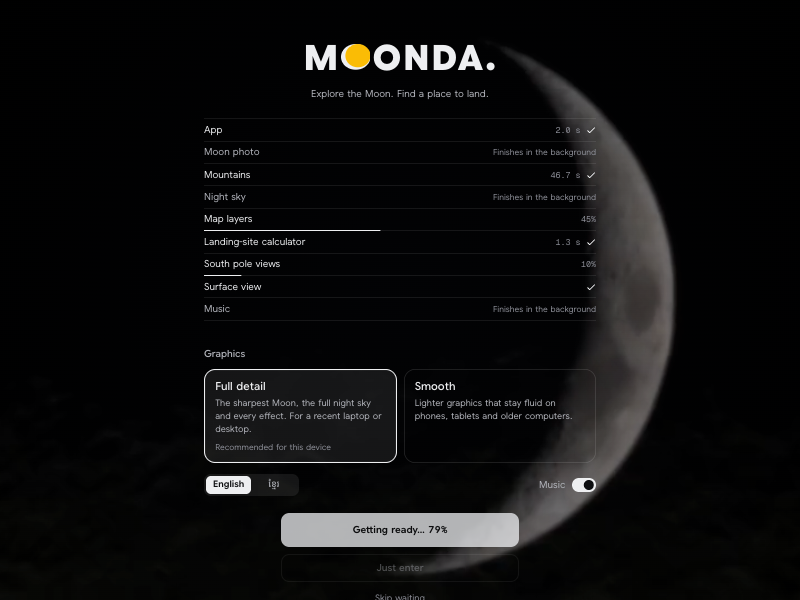 MOONDA.
Explore the Moon. Find a place to land.
App 2.0 s
Moon photo Finishes in the background
Mountains 46.7 s
Night sky Finishes in the background
Map layers 45%
Landing-site calculator 1.3 s
South pole views 10%
Surface view
Music Finishes in the background
Graphics
Full detail
The sharpest Moon, the full night sky
and every effect. For a recent laptop or
desktop.
Recommended for this device
Smooth
Lighter graphics that stay fluid on
phones, tablets and older computers.
English ខ្មែរ
Music
Getting ready... 79%
Just enter
Skip waiting